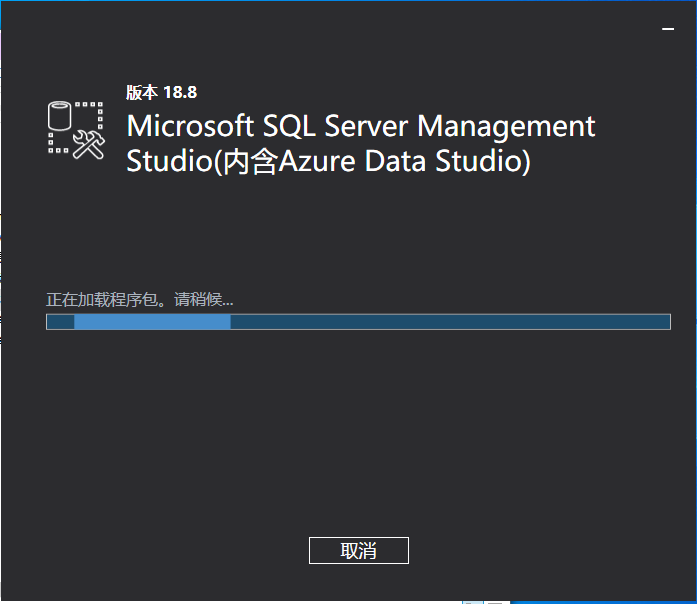 版本 18.8
Microsoft SQL Server Management
Studio(内含Azure Data Studio)
正在加载程序包。请稍候...
取消